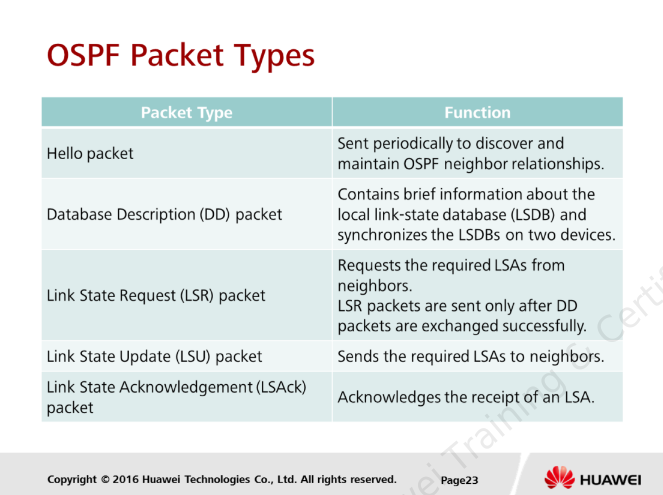 OSPF Packet Types
Packet Type
Function
Hello packet
Sent periodically to discover and
maintain OSPF neighbor relationships.
Database Description (DD) packet
Contains brief information about the
local link-state database (LSDB) and
synchronizes the LSDBs on two devices.
Link State Request (LSR) packet
Requests the required LSAs from
neighbors.
LSR packets are sent only after DD
packets are exchanged successfully.
Link State Update (LSU) packet
Sends the required LSAs to neighbors.
Link State Acknowledgement (LSAck)
packet
Acknowledges the receipt of an LSA.
Training &
Copyright © 2016 Huawei Technologies Co., Ltd. All rights reserved.
Page23
HUAWEI